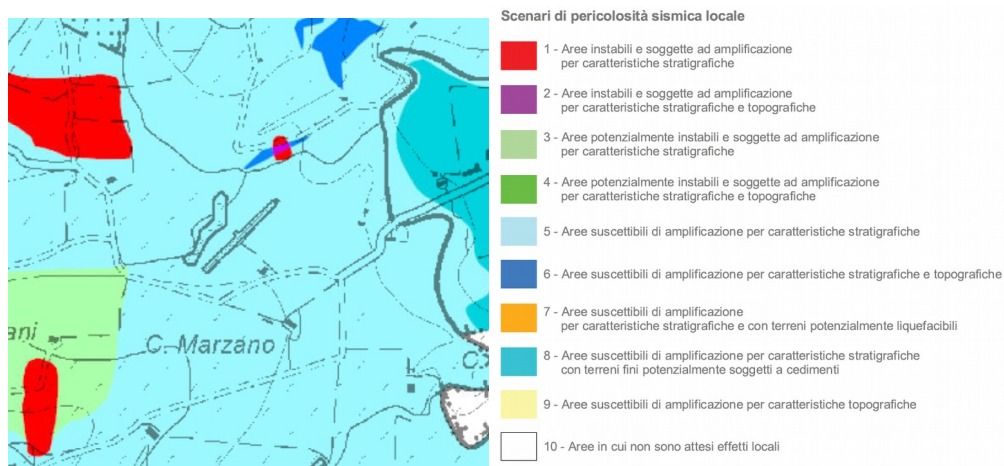 Scenari di pericolosità sismica locale
1 - Aree instabili e soggette ad amplificazione
per caratteristiche stratigrafiche
2 - Aree instabili e soggette ad amplificazione
per caratteristiche stratigrafiche e topografiche
3 - Aree potenzialmente instabili e soggette ad amplificazione
per caratteristiche stratigrafiche
4 - Aree potenzialmente instabili e soggette ad amplificazione
per caratteristiche stratigrafiche e topografiche
5 - Aree suscettibili di amplificazione per caratteristiche stratigrafiche
6 - Aree suscettibili di amplificazione per caratteristiche stratigrafiche e topografiche
7 - Aree suscettibili di amplificazione
per caratteristiche stratigrafiche e con terreni potenzialmente liquefacibili
8 - Aree suscettibili di amplificazione per caratteristiche stratigrafiche
con terreni fini potenzialmente soggetti a cedimenti
9 - Aree suscettibili di amplificazione per caratteristiche topografiche
10 - Aree in cui non sono attesi effetti locali
ani
C. Marzano